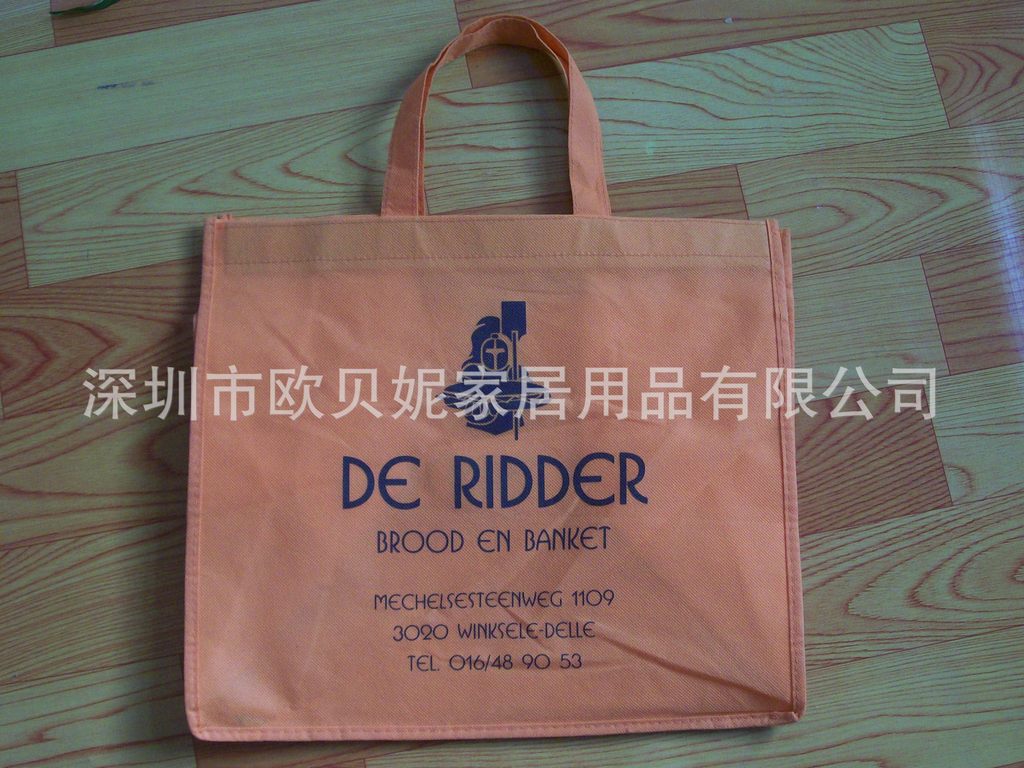 深圳市欧贝妮家居用品有限公司
DE RIDDER
BROOD EN BANKET
MECHELSESTEENWEG 1109
3020 WINKSELE-DELLE
TEL. 016/48 90 53